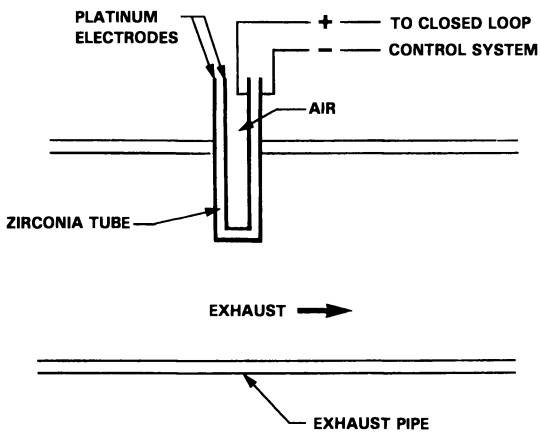 PLATINUM
ELECTRODES
+ TO CLOSED LOOP
− CONTROL SYSTEM
AIR
ZIRCONIA TUBE
EXHAUST
EXHAUST PIPE